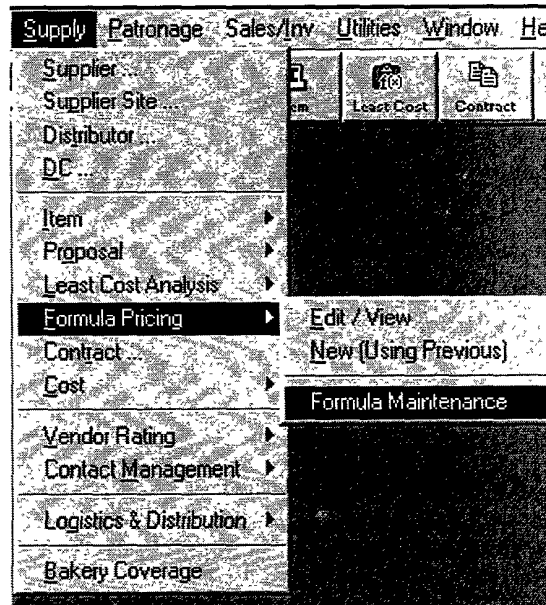 Supply Patronage Sales/Inv Utilities Window He
Supplier ...
Supplier Site ...
Distributor ...
DC ...
em Least Cost Contract
Item
Proposal
Least Cost Analysis
Formula Pricing
Edit / View
Contract ...
New (Using Previous)
Cost
Formula Maintenance
Vendor Rating
Contact Management
Logistics & Distribution
Bakery Coverage